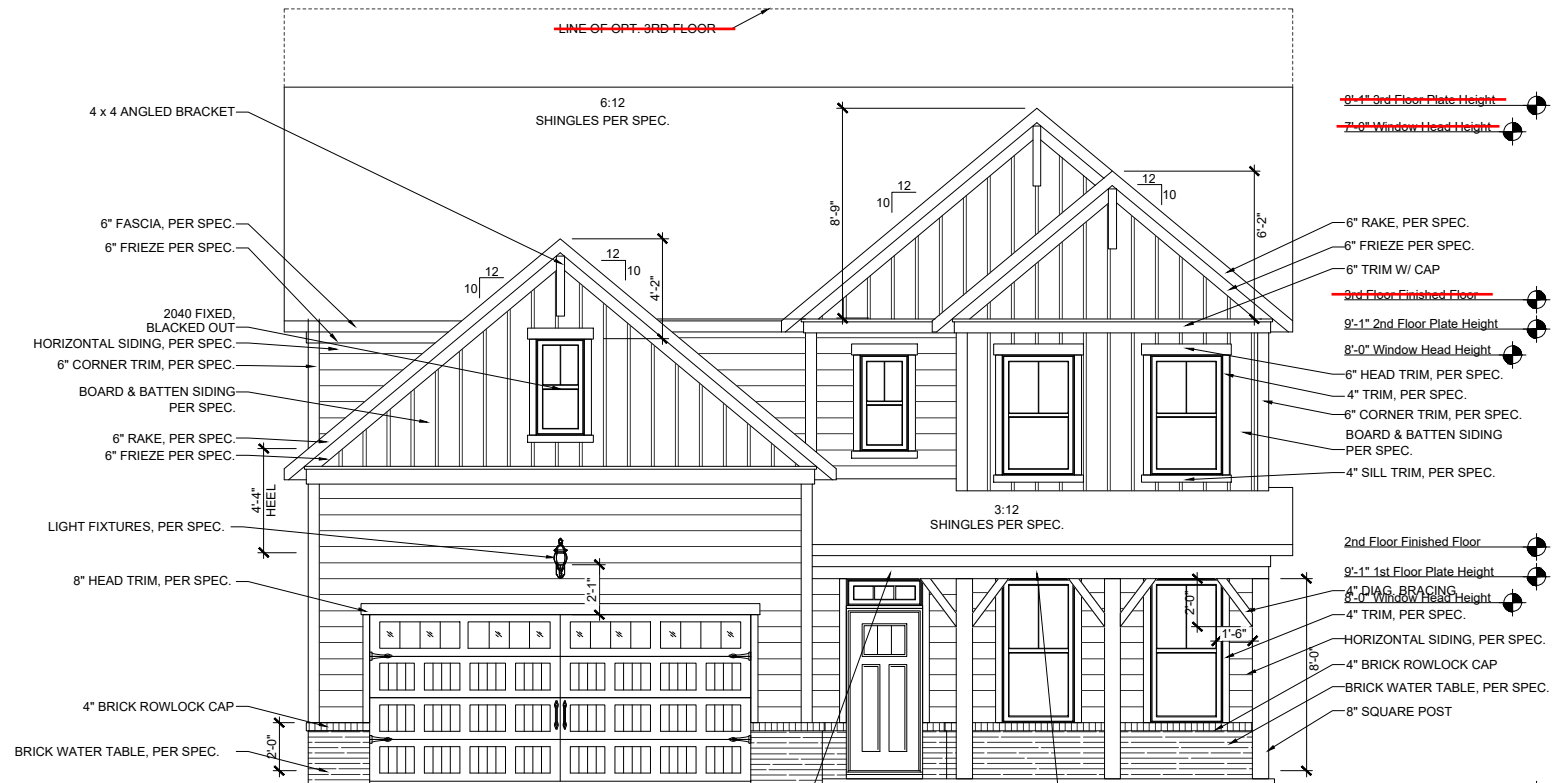 LINE OF OPT. 3RD FLOOR
4 x 4 ANGLED BRACKET
6:12
SHINGLES PER SPEC.
8'-1" 3rd Floor Plate Height
7'-0" Window Head Height
12
10
8'-9"
12
10
6'-2"
6" FASCIA, PER SPEC.
6" FRIEZE PER SPEC.
12
10
12
10
4'-2"
6" RAKE, PER SPEC.
6" FRIEZE PER SPEC.
6" TRIM W/ CAP
3rd Floor Finished Floor
2040 FIXED,
BLACKED OUT
HORIZONTAL SIDING, PER SPEC.
6" CORNER TRIM, PER SPEC.
BOARD & BATTEN SIDING
PER SPEC.
6" RAKE, PER SPEC.
6" FRIEZE PER SPEC.
9'-1" 2nd Floor Plate Height
8'-0" Window Head Height
6" HEAD TRIM, PER SPEC.
4" TRIM, PER SPEC.
6" CORNER TRIM, PER SPEC.
BOARD & BATTEN SIDING
PER SPEC.
4" SILL TRIM, PER SPEC.
4'-4"
HEEL
3:12
SHINGLES PER SPEC.
LIGHT FIXTURES, PER SPEC.
2'-1"
8" HEAD TRIM, PER SPEC.
2nd Floor Finished Floor
9'-1" 1st Floor Plate Height
4" DIAG. BRACING
8'-0" Window Head Height
4" TRIM, PER SPEC.
2'-0"
1'-6"
HORIZONTAL SIDING, PER SPEC.
8'-0"
4" BRICK ROWLOCK CAP
BRICK WATER TABLE, PER SPEC.
8" SQUARE POST
4" BRICK ROWLOCK CAP
2'-0"
BRICK WATER TABLE, PER SPEC.